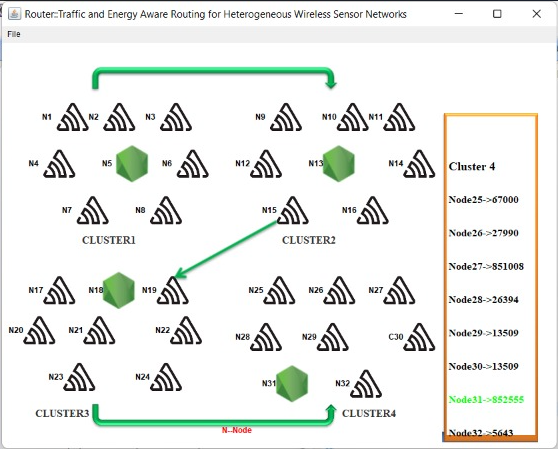 Router::Traffic and Energy Aware Routing for Heterogeneous Wireless Sensor Networks
File
N1 N2 N3 N9 N10 N11
N4 N5 N6 N12 N13 N14
N7 N8 N15 N16
CLUSTER1 CLUSTER2
N17 N18 N19 N25 N26 N27
N20 N21 N22 N28 N29 C30
N23 N24 N31 N32
CLUSTER3 CLUSTER4
N--Node
Cluster 4
Node25->67000
Node26->27990
Node27->851008
Node28->26394
Node29->13509
Node30->13509
Node31->852555
Node32->5643